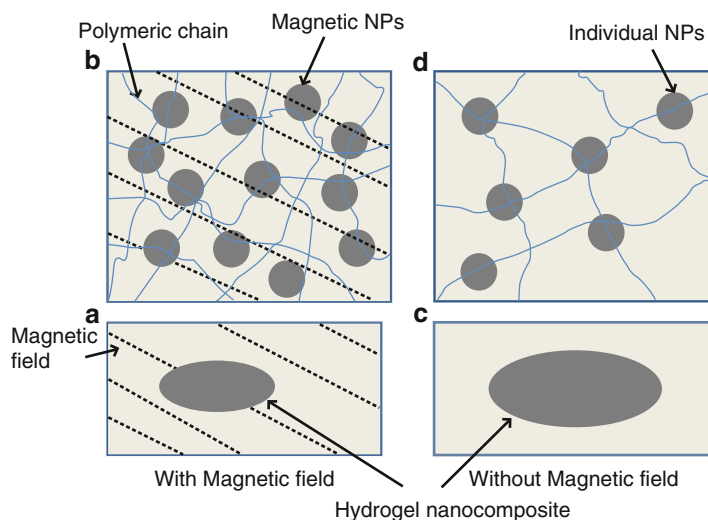 Polymeric chain
Magnetic NPs
Individual NPs
b
d
a
c
Magnetic
field
With Magnetic field
Without Magnetic field
Hydrogel nanocomposite